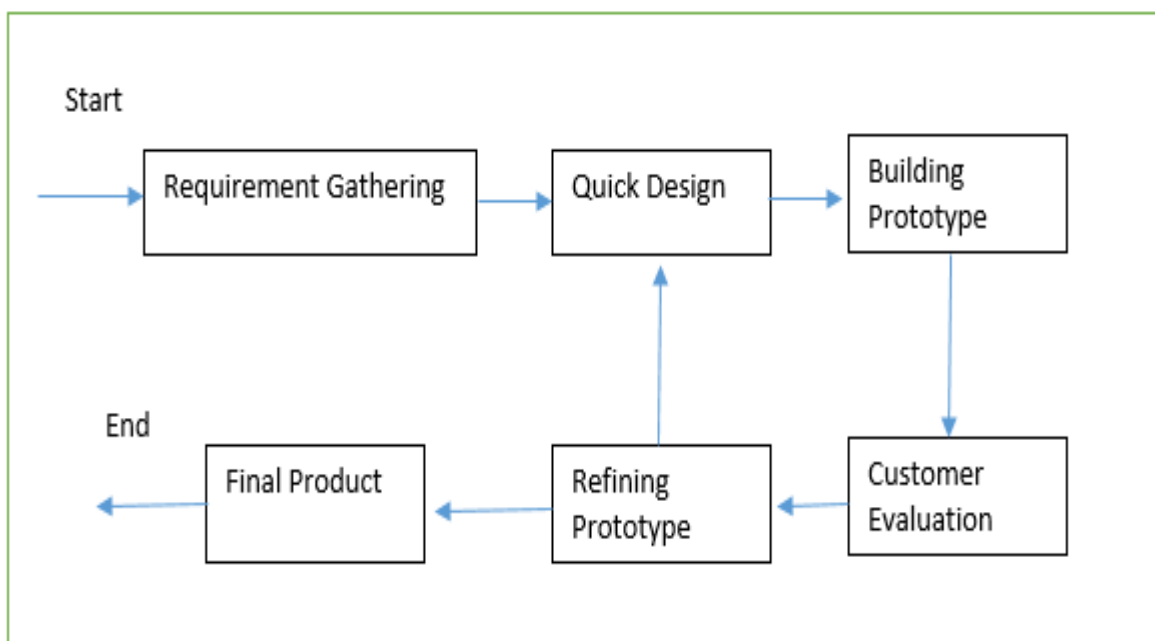 Start
Requirement Gathering
Quick Design
Building
Prototype
End
Final Product
Refining
Prototype
Customer
Evaluation